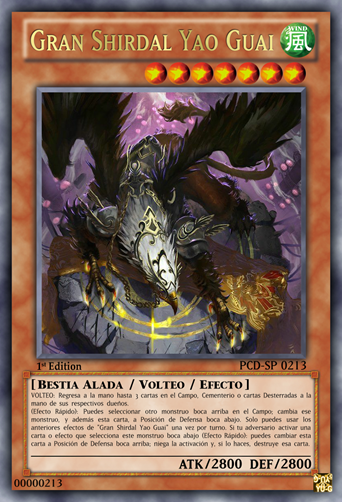 Gran Shirdal Yao Guai
WIND
風
1st Edition
PCD-SP 0213
[ Bestia Alada / Volteo / Efecto ]
VOLTEO: Regresa a la mano hasta 3 cartas en el Campo, Cementerio o cartas Desterradas a la
mano de sus respectivos dueños.
(Efecto Rápido): Puedes seleccionar otro monstruo boca arriba en el Campo; cambia ese
monstruo, y además esta carta, a Posición de Defensa boca abajo. Solo puedes usar los
anteriores efectos de "Gran Shirdal Yao Guai" una vez por turno. Si tu adversario activar una
carta o efecto que seleccione este monstruo boca abajo (Efecto Rápido): puedes cambiar esta
carta a Posición de Defensa boca arriba; niega la activación y, si lo haces, destruye esa carta.
ATK/2800 DEF/2800
00000213